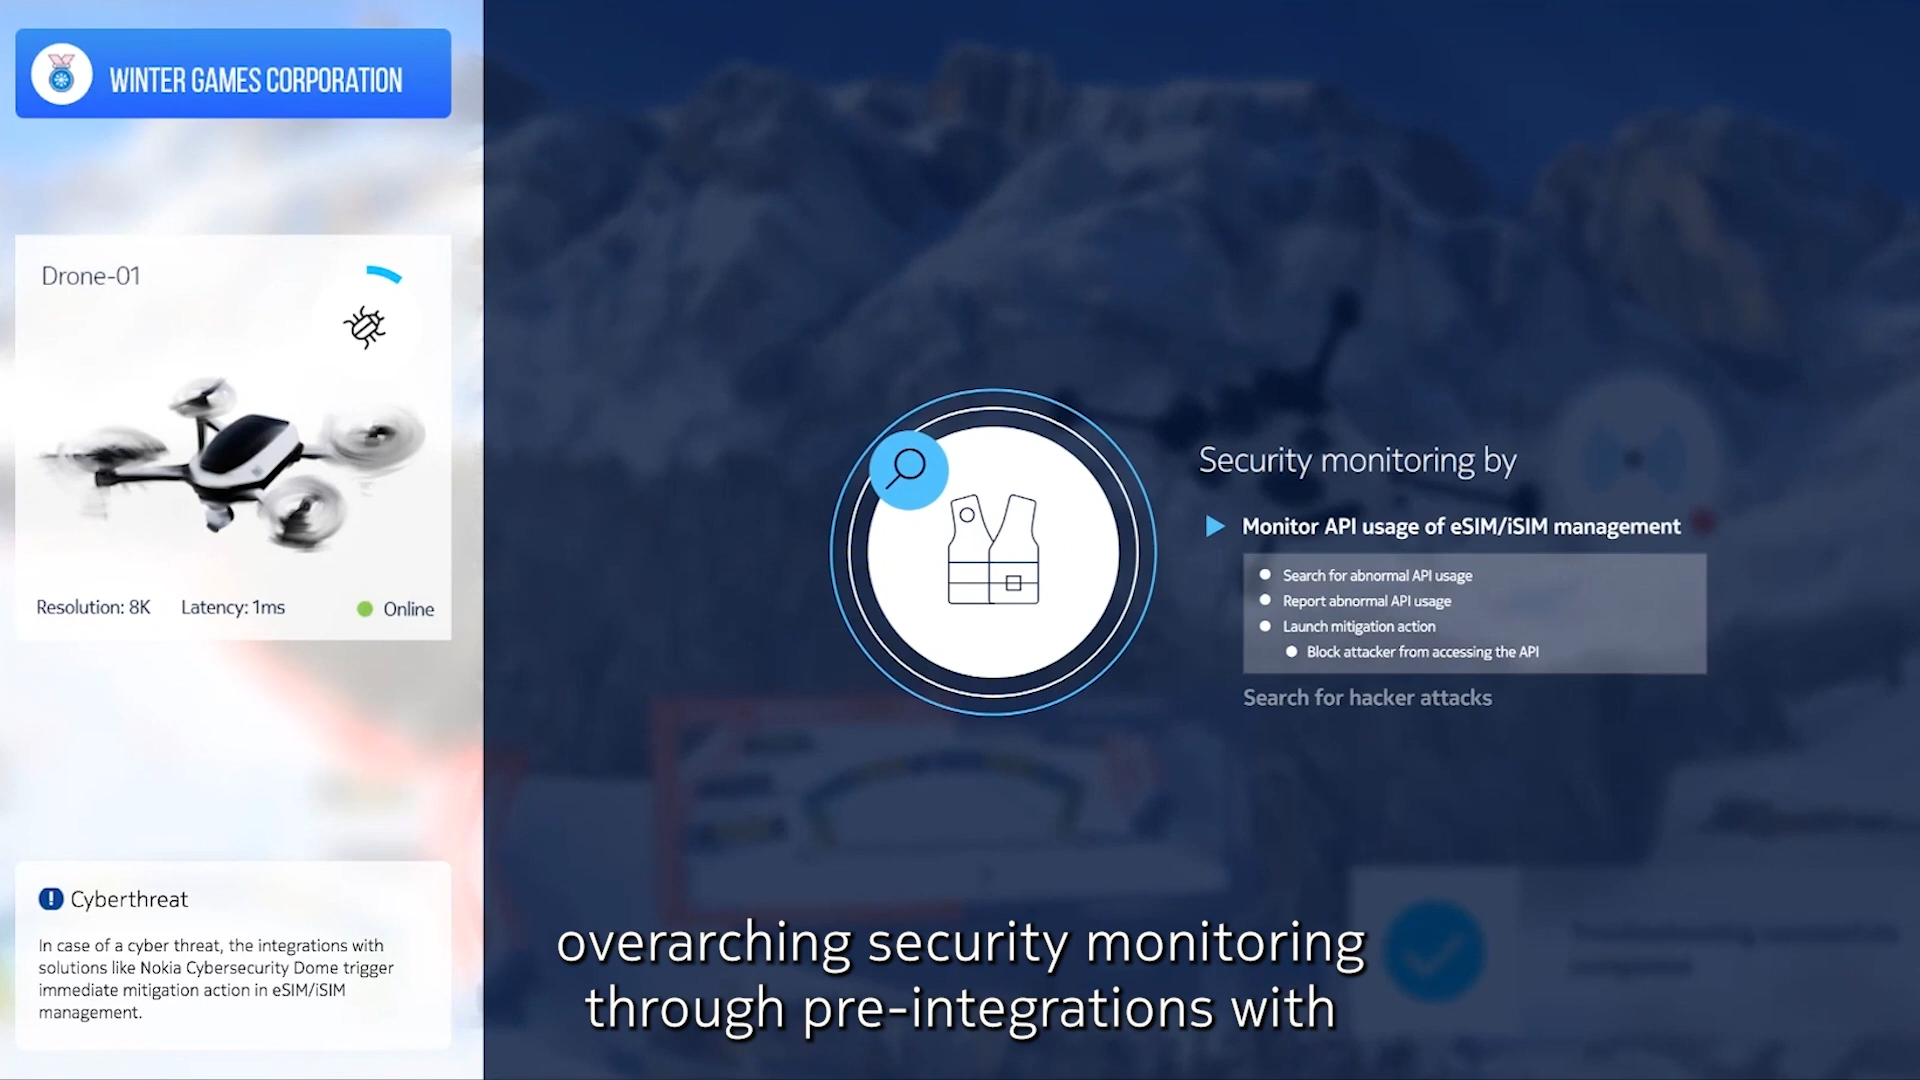 WINTER GAMES CORPORATION
Drone-01
Resolution: 8K Latency: 1ms Online
Cyberthreat
In case of a cyber threat, the integrations with
solutions like Nokia Cybersecurity Dome trigger
immediate mitigation action in eSIM/iSIM
management.
Security monitoring by
Monitor API usage of eSIM/iSIM management
Search for abnormal API usage
Report abnormal API usage
Launch mitigation action
Block attacker from accessing the API
Search for hacker attacks
overarching security monitoring
through pre-integrations with